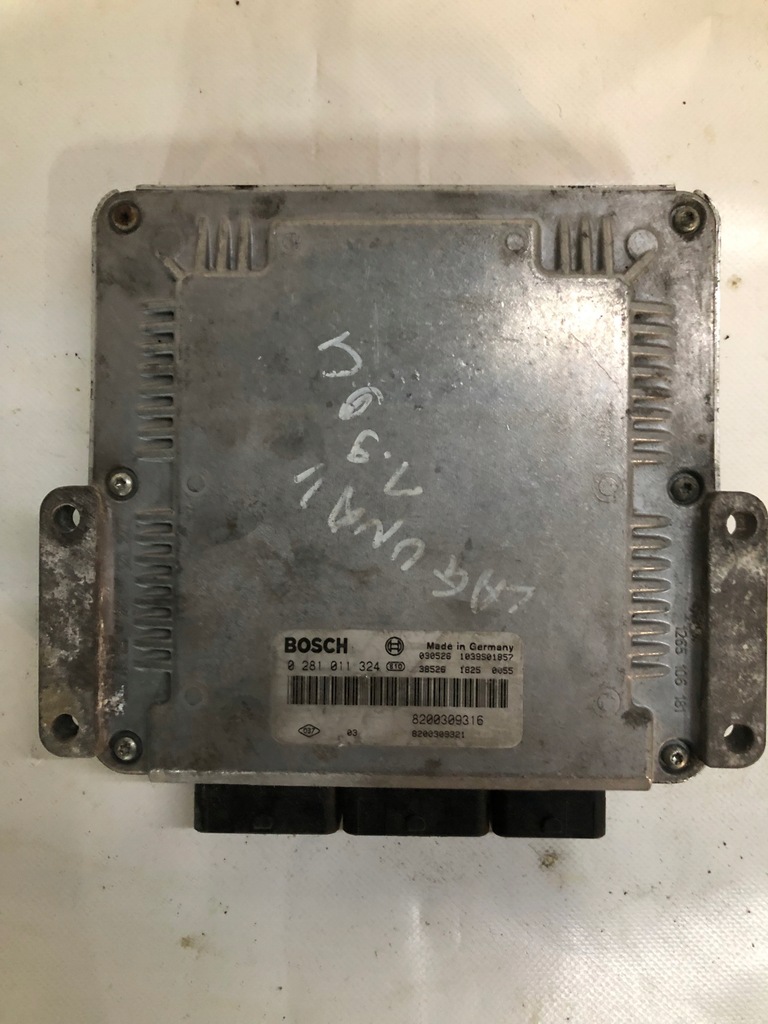 LAGUNA II
1.9 DCI
BOSCH Made in Germany
030526 1039S01857
0 281 011 324 38526 1825 0055
8200309316
03 8200309321
1265 106 181